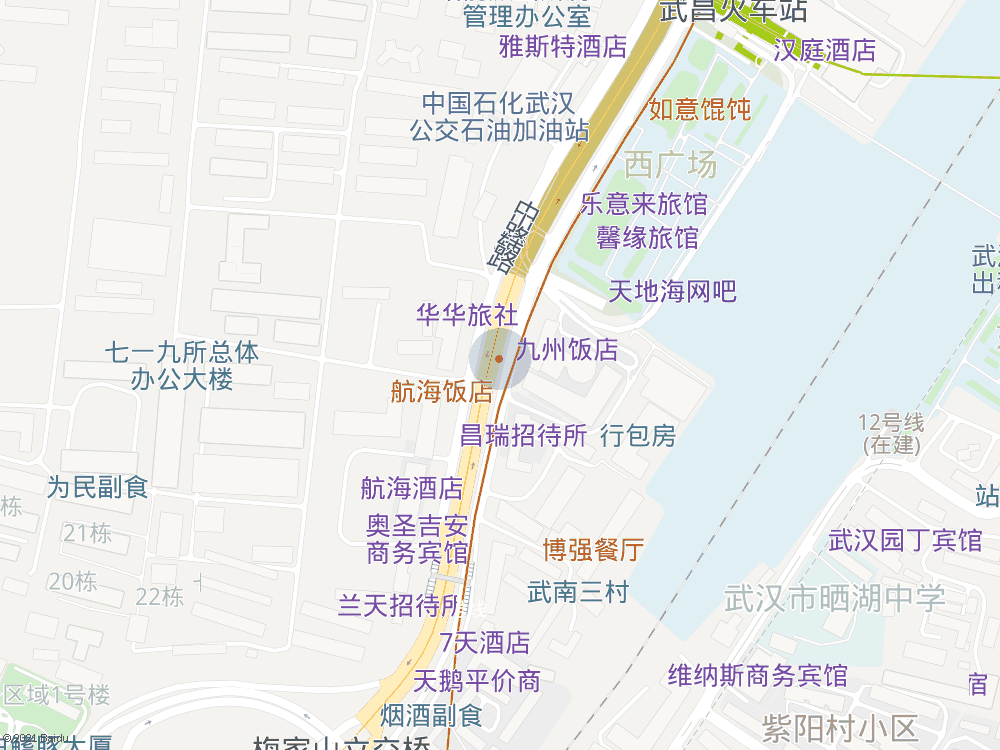 管理办公室
武昌火车站
雅斯特酒店
汉庭酒店
中国石化武汉
公交石油加油站
如意馄饨
西广场
乐意来旅馆
馨缘旅馆
天地海网吧
华华旅社
七一九所总体
办公大楼
九州饭店
航海饭店
12号线
(在建)
昌瑞招待所
行包房
为民副食
航海酒店
站
栋
21栋
奥圣吉安
商务宾馆
武汉园丁宾馆
博强餐厅
20栋
22栋
武南三村
武汉市晒湖中学
兰天招待所
7天酒店
天鹅平价商
维纳斯商务宾馆
宿
区域1号楼
烟酒副食
紫阳村小区
梅家山立交桥
© 2021 Baidu